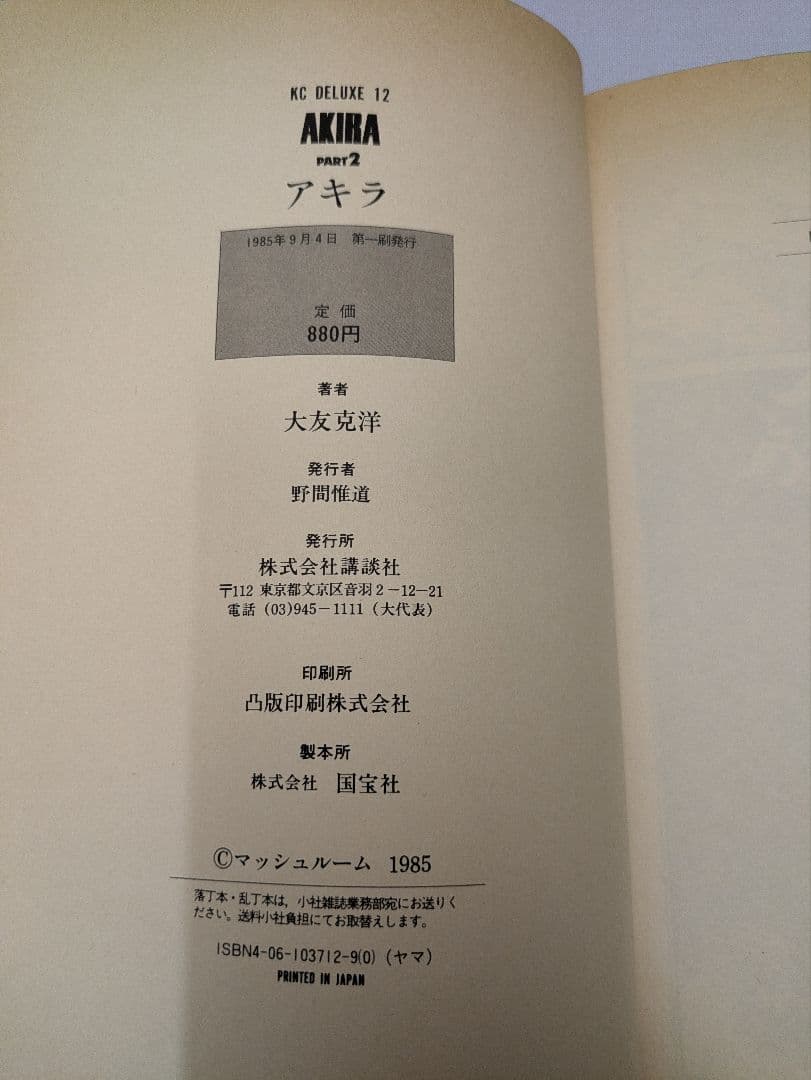 KC DELUXE 12
AKIRA
PART2
アキラ
1985年9月4日 第一刷発行
定価
880円
著者
大友克洋
発行者
野間惟道
発行所
株式会社講談社
〒112 東京都文京区音羽2-12-21
電話 (03)945-1111 (大代表)
印刷所
凸版印刷株式会社
製本所
株式会社 国宝社
©マッシュルーム 1985
落丁本・乱丁本は、小社雑誌業務部宛にお送りく
ださい。送料小社負担にてお取替えします。
ISBN4-06-103712-9(0) (ヤマ)
PRINTED IN JAPAN